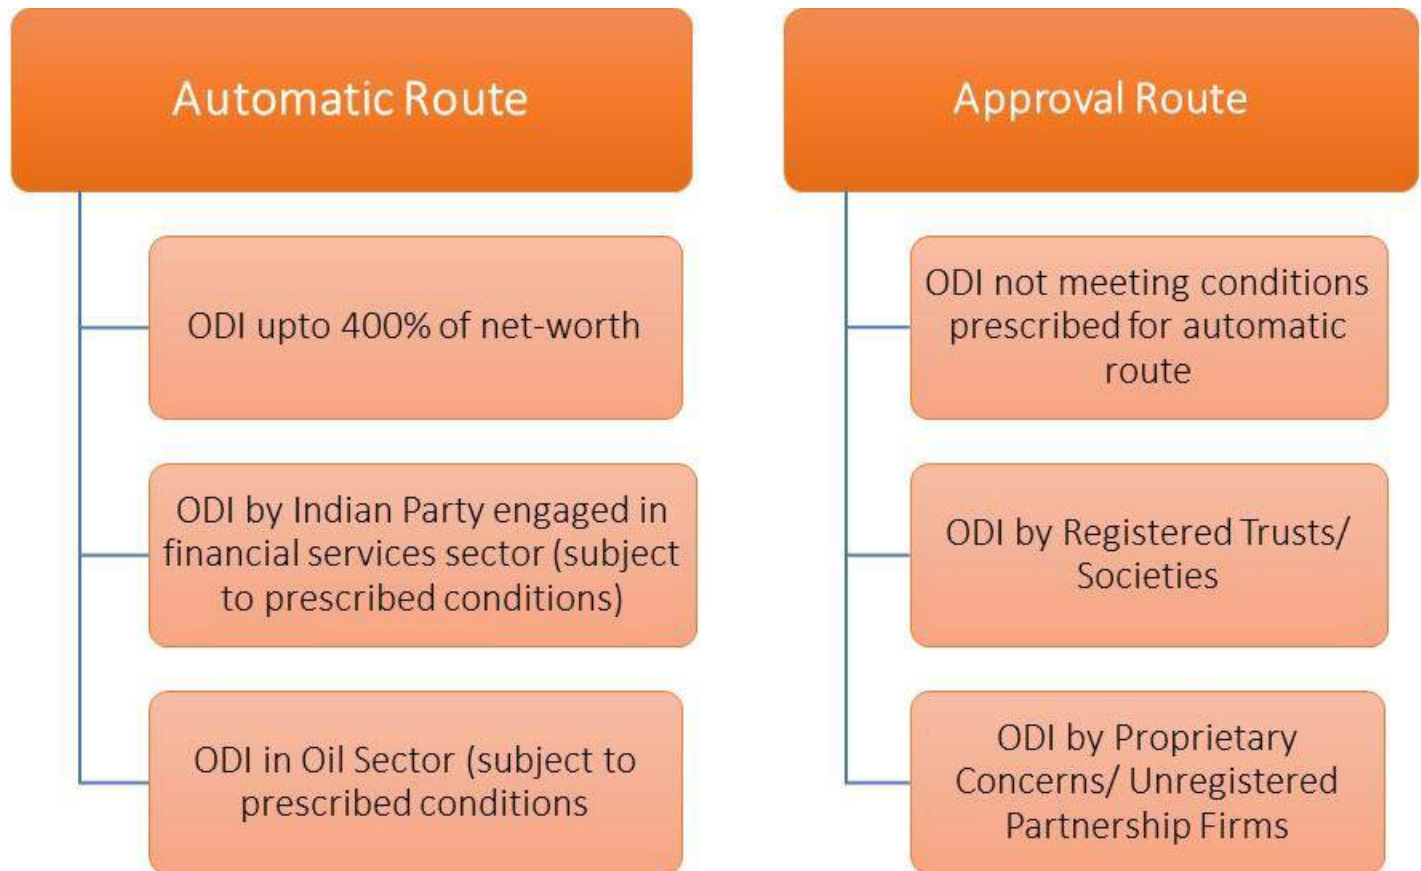 Automatic Route
ODI upto 400% of net-worth
ODI by Indian Party engaged in
financial services sector (subject
to prescribed conditions)
ODI in Oil Sector (subject to
prescribed conditions
Approval Route
ODI not meeting conditions
prescribed for automatic
route
ODI by Registered Trusts/
Societies
ODI by Proprietary
Concerns/ Unregistered
Partnership Firms